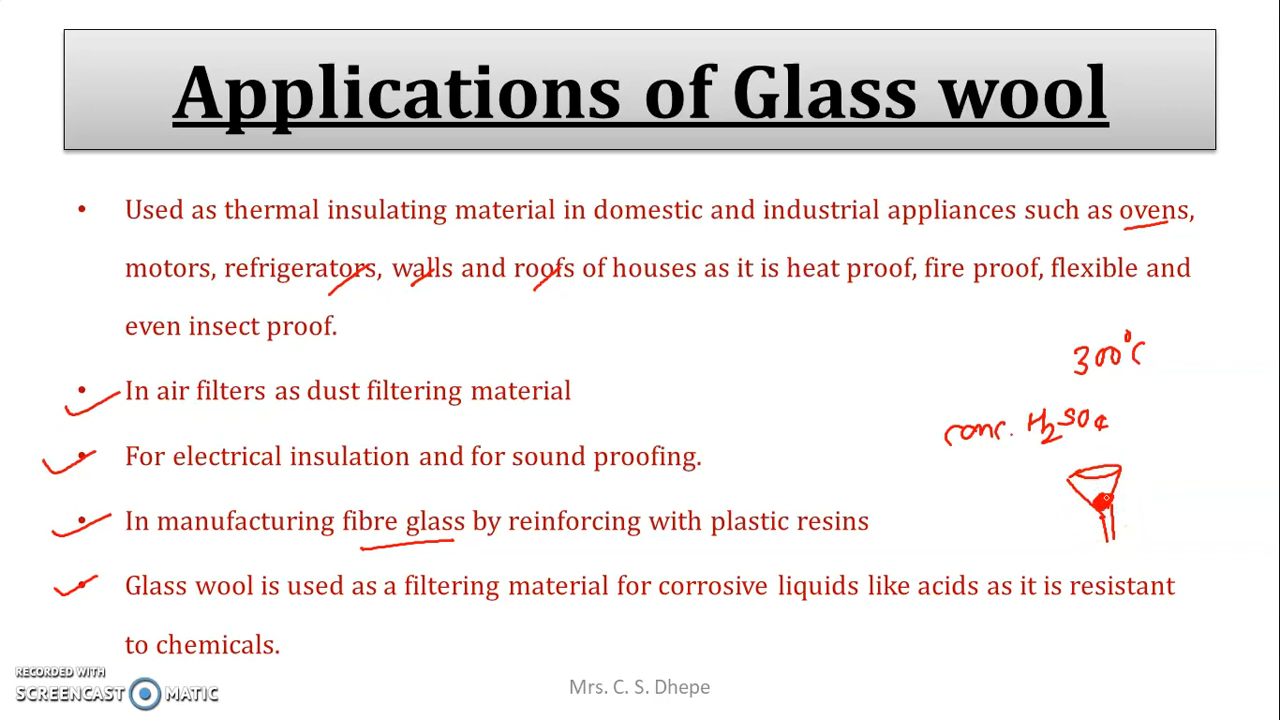 Applications of Glass wool
• Used as thermal insulating material in domestic and industrial appliances such as ovens,
motors, refrigerators, walls and roofs of houses as it is heat proof, fire proof, flexible and
even insect proof.
300°C
• In air filters as dust filtering material
conc. H2SO4
• For electrical insulation and for sound proofing.
• In manufacturing fibre glass by reinforcing with plastic resins
• Glass wool is used as a filtering material for corrosive liquids like acids as it is resistant
to chemicals.
RECORDED WITH
SCREENCAST MATIC
Mrs. C. S. Dhepe